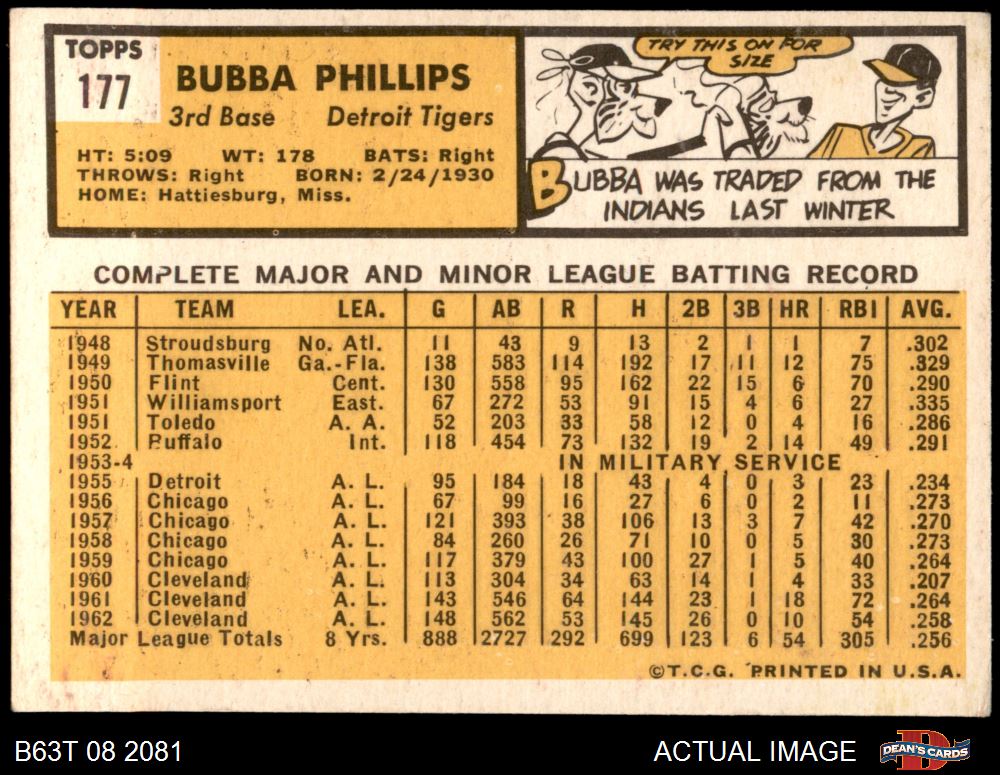 TOPPS
177
BUBBA PHILLIPS
3rd Base Detroit Tigers
HT: 5:09 WT: 178 BATS: Right
THROWS: Right BORN: 2/24/1930
HOME: Hattiesburg, Miss.
TRY THIS ON FOR
SIZE
BUBBA WAS TRADED FROM THE
INDIANS LAST WINTER
COMPLETE MAJOR AND MINOR LEAGUE BATTING RECORD
YEAR TEAM LEA. G AB R H 2B 3B HR RBI AVG.
1948 Stroudsburg No. Atl. 11 43 9 13 2 1 1 7 .302
1949 Thomasville Ga.-Fla. 138 583 114 192 17 11 12 75 .329
1950 Flint Cent. 130 558 95 162 22 15 6 70 .290
1951 Williamsport East. 67 272 53 91 15 4 6 27 .335
1951 Toledo A. A. 52 203 33 58 12 0 4 16 .286
1952 Buffalo Int. 118 454 73 132 19 2 14 49 .291
1953-4 IN MILITARY SERVICE
1955 Detroit A. L. 95 184 18 43 4 0 3 23 .234
1956 Chicago A. L. 67 99 16 27 6 0 2 11 .273
1957 Chicago A. L. 121 393 38 106 13 3 7 42 .270
1958 Chicago A. L. 84 260 26 71 10 0 5 30 .273
1959 Chicago A. L. 117 379 43 100 27 1 5 40 .264
1960 Cleveland A. L. 113 304 34 63 14 1 4 33 .207
1961 Cleveland A. L. 143 546 64 144 23 1 18 72 .264
1962 Cleveland A. L. 148 562 53 145 26 0 10 54 .258
Major League Totals 8 Yrs. 888 2727 292 699 123 6 54 305 .256
©T.C.G. PRINTED IN U.S.A.
B63T 08 2081 ACTUAL IMAGE DEAN'S CARDS